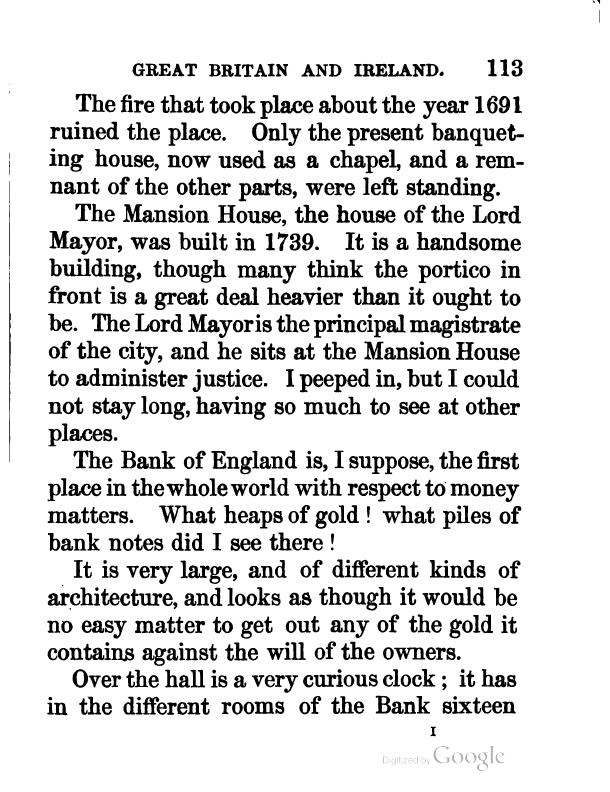 GREAT BRITAIN AND IRELAND. 113
The fire that took place about the year 1691
ruined the place. Only the present banquet-
ing house, now used as a chapel, and a rem-
nant of the other parts, were left standing.
The Mansion House, the house of the Lord
Mayor, was built in 1739. It is a handsome
building, though many think the portico in
front is a great deal heavier than it ought to
be. The Lord Mayor is the principal magistrate
of the city, and he sits at the Mansion House
to administer justice. I peeped in, but I could
not stay long, having so much to see at other
places.
The Bank of England is, I suppose, the first
place in the whole world with respect to money
matters. What heaps of gold ! what piles of
bank notes did I see there !
It is very large, and of different kinds of
architecture, and looks as though it would be
no easy matter to get out any of the gold it
contains against the will of the owners.
Over the hall is a very curious clock ; it has
in the different rooms of the Bank sixteen
I
Digitized by Google